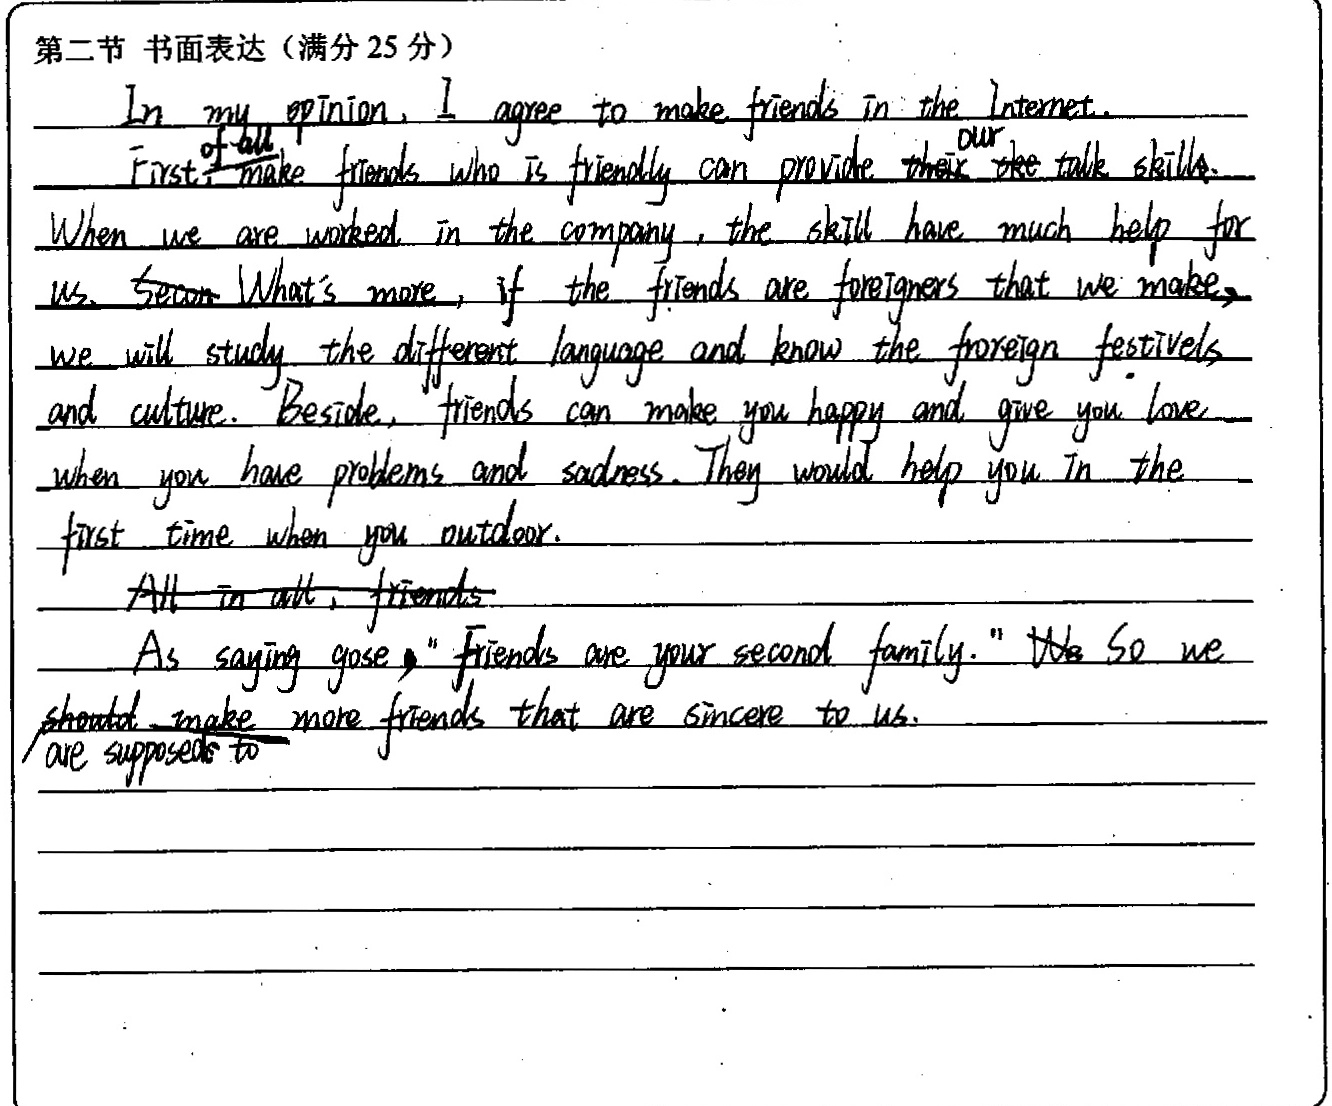 第二节 书面表达（满分 25 分）
In my opinion, I agree to make friends in the Internet.
First of all, make friends who is friendly can provide our talk skills.
When we are worked in the company, the skill have much help for
us. What's more, if the friends are foreigners that we make,
we will study the different language and know the froreign festivels
and culture. Beside, friends can make you happy and give you love
when you have problems and sadness. They would help you in the
first time when you outdoor.
All in all, friends
As saying gose, "friends are your second family." So we
should make more friends that are sincere to us.
are supposed to